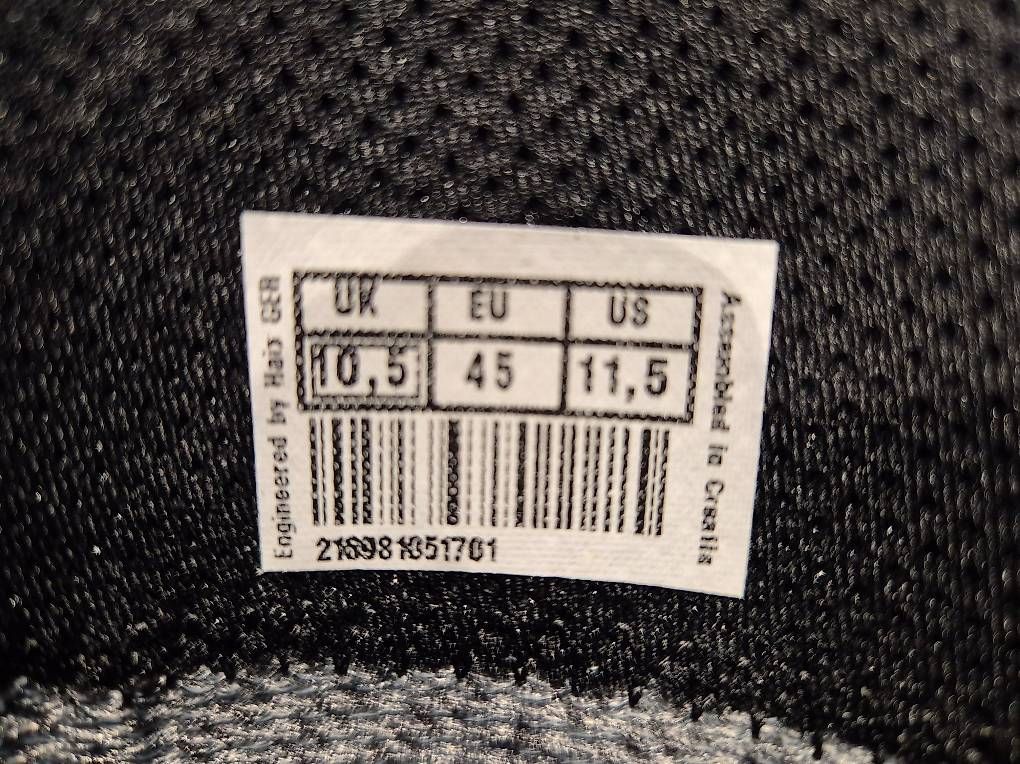 Engineered by Haix GER
UK EU US
10,5 45 11,5
Assembled in Croatia